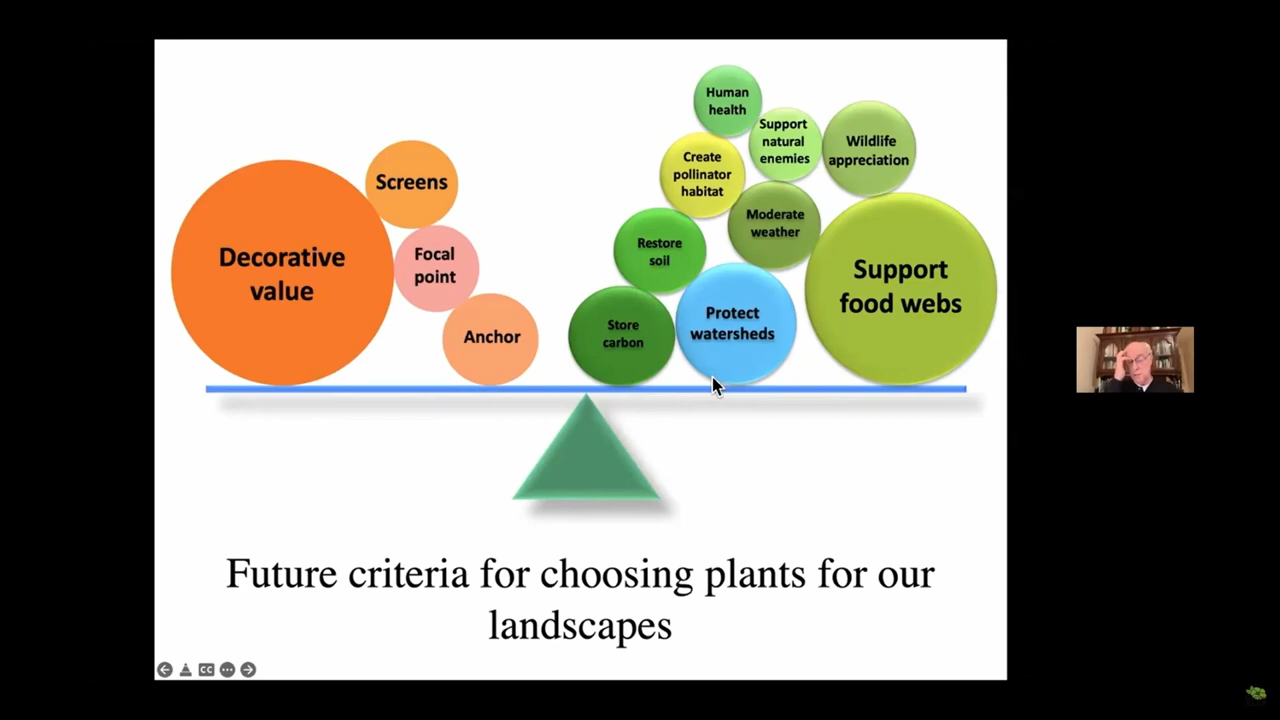 Decorative
value
Screens
Focal
point
Anchor
Human
health
Support
natural
enemies
Wildlife
appreciation
Create
pollinator
habitat
Moderate
weather
Restore
soil
Support
food webs
Store
carbon
Protect
watersheds
Future criteria for choosing plants for our
landscapes
CC